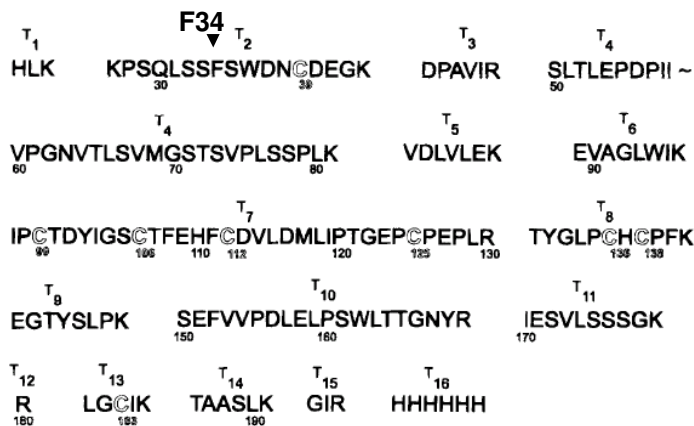 F34
T1 T2 T3 T4
HLK KPSQLSSFSWDNCDEGK DPAVIR SLTLEPDPII ~
30 39 50
T4 T5 T6
VPGNVTLSVMGSTSVPLSSPLK VDLVLEK EVAGLWIK
60 70 80 90
T7 T8
IPCTDYIGSCTFEHFCDVLDMLIPTGEPCPEPLR TYGLPCHCPFK
99 106 110 112 120 125 130 136 138
T9 T10 T11
EGTYSLPK SEFVVPDLELPSWLTTGNYR IESVLSSSGK
150 160 170
T12 T13 T14 T15 T16
R LGCIK TAASLK GIR HHHHHH
180 183 190